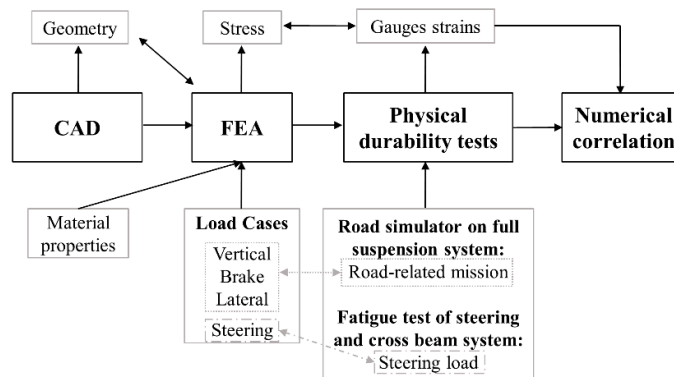 Geometry
Stress
Gauges strains
CAD
FEA
Physical
durability tests
Numerical
correlation
Material
properties
Load Cases
Vertical
Brake
Lateral
Steering
Road simulator on full
suspension system:
Road-related mission
Fatigue test of steering
and cross beam system:
Steering load